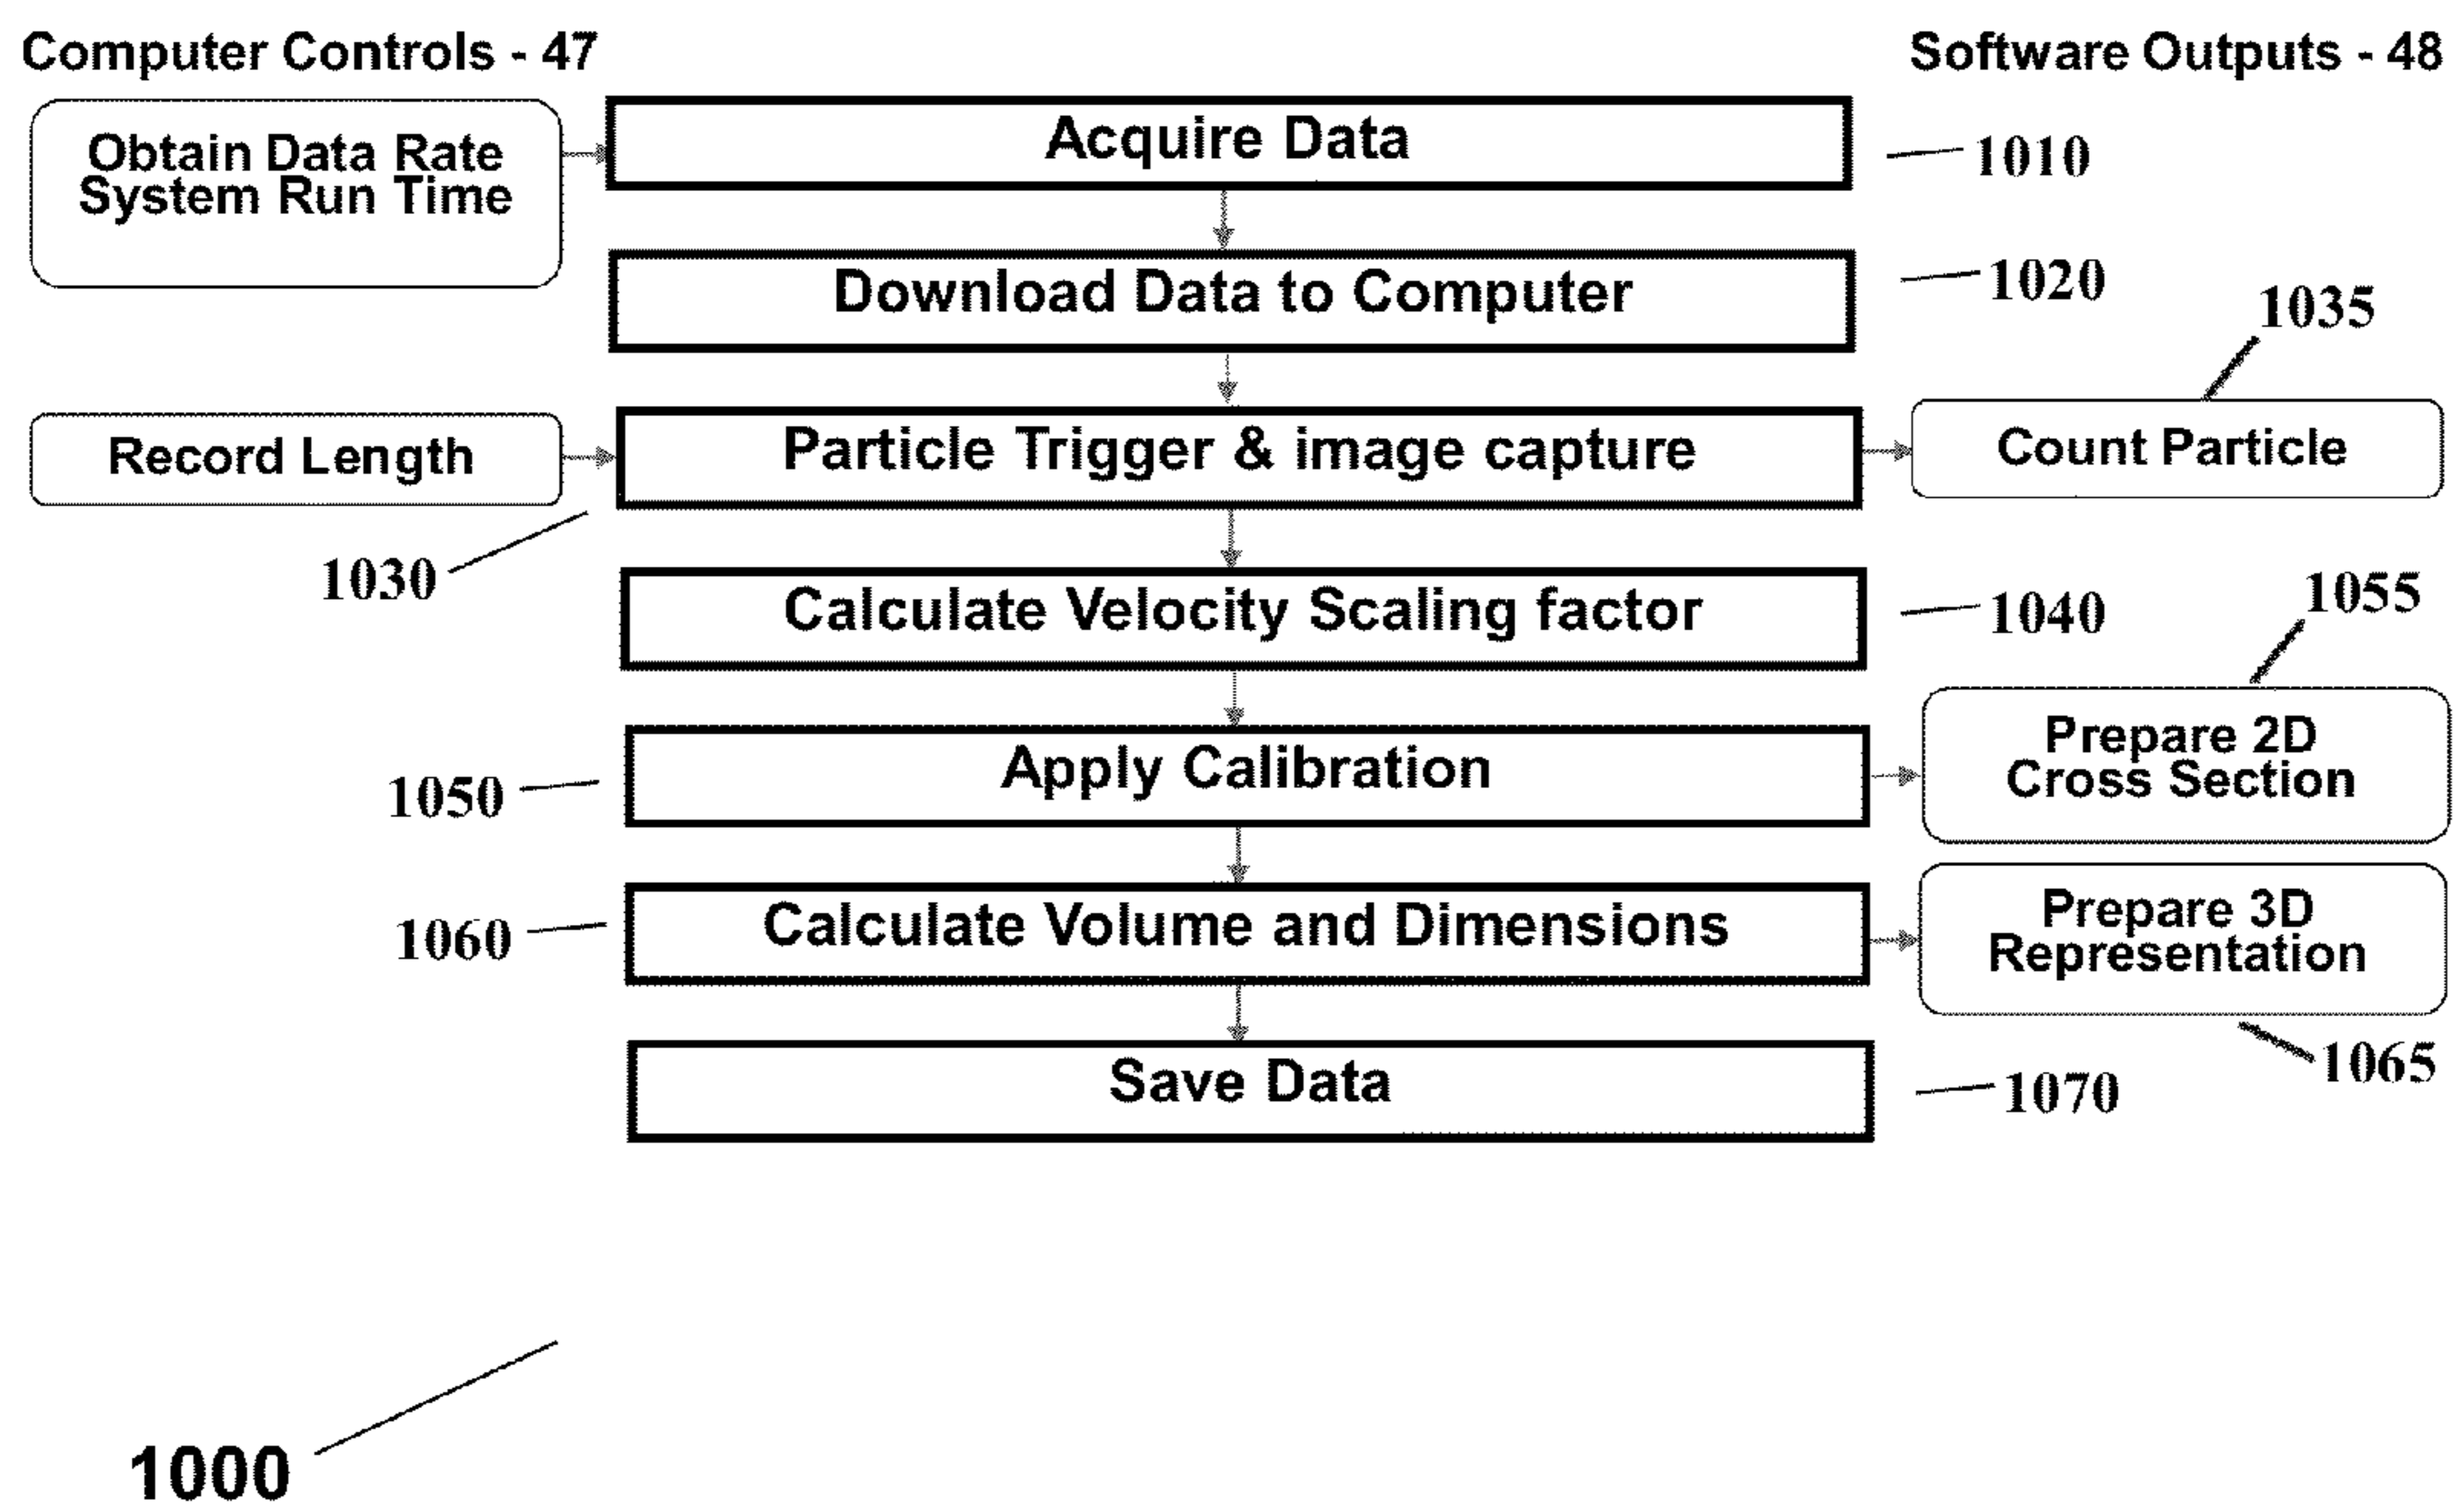 Computer Controls - 47
Software Outputs - 48
Obtain Data Rate
System Run Time
Acquire Data
1010
Download Data to Computer
1020
1035
Record Length
Particle Trigger & image capture
Count Particle
1030
Calculate Velocity Scaling factor
1040
1055
1050
Apply Calibration
Prepare 2D
Cross Section
1060
Calculate Volume and Dimensions
Prepare 3D
Representation
1065
Save Data
1070
1000